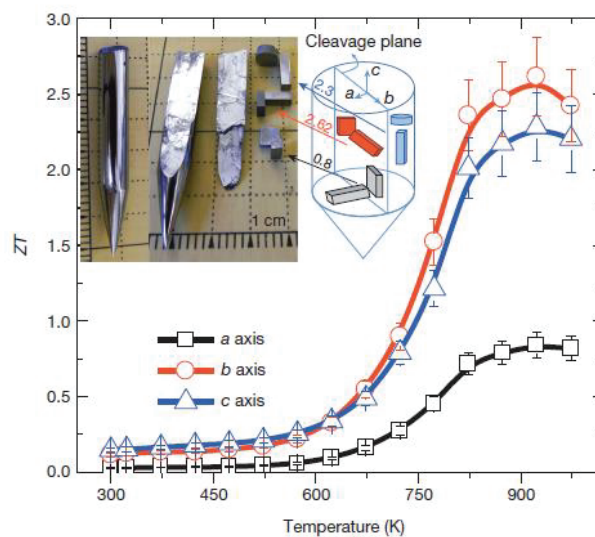 3.0
2.5
2.0
1.5
1.0
0.5
0.0
ZT
Cleavage plane
c
a
b
2.3
2.62
0.8
1 cm
a axis
b axis
c axis
300
450
600
750
900
Temperature (K)